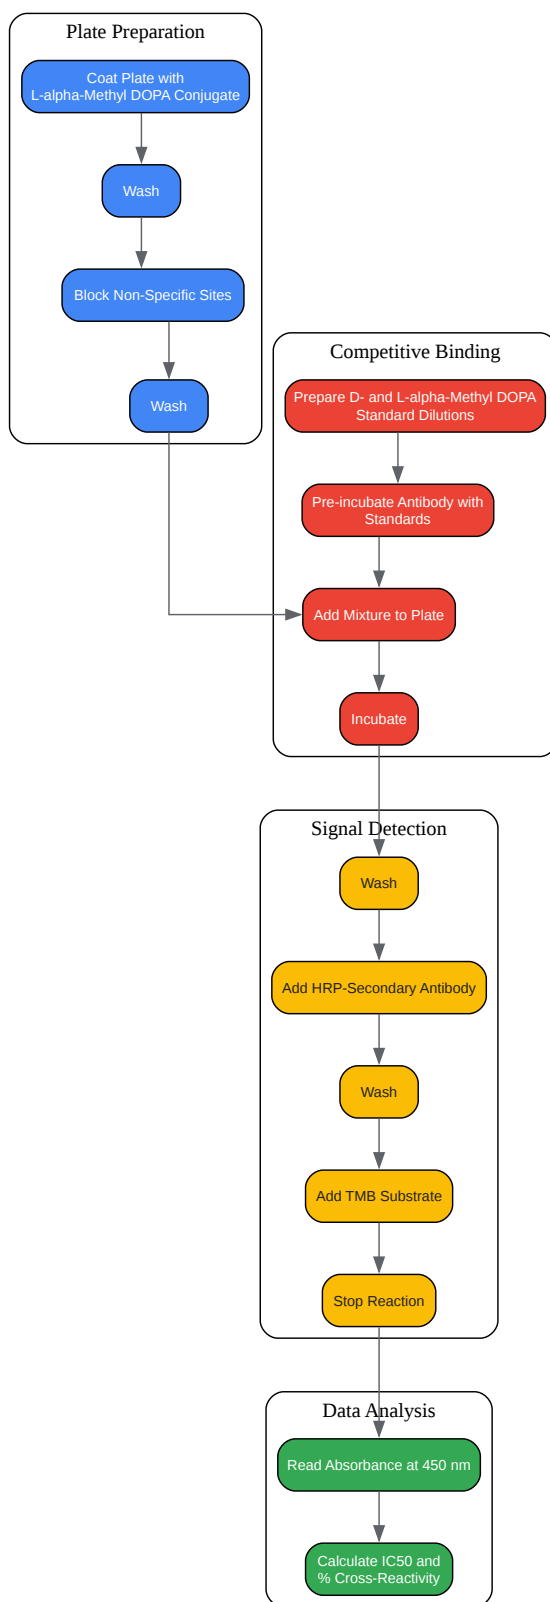 Plate Preparation
Coat Plate with
L-alpha-Methyl DOPA Conjugate
Wash
Block Non-Specific Sites
Wash
Competitive Binding
Prepare D- and L-alpha-Methyl DOPA
Standard Dilutions
Pre-incubate Antibody with
Standards
Add Mixture to Plate
Incubate
Signal Detection
Wash
Add HRP-Secondary Antibody
Wash
Add TMB Substrate
Stop Reaction
Data Analysis
Read Absorbance at 450 nm
Calculate IC50 and
% Cross-Reactivity